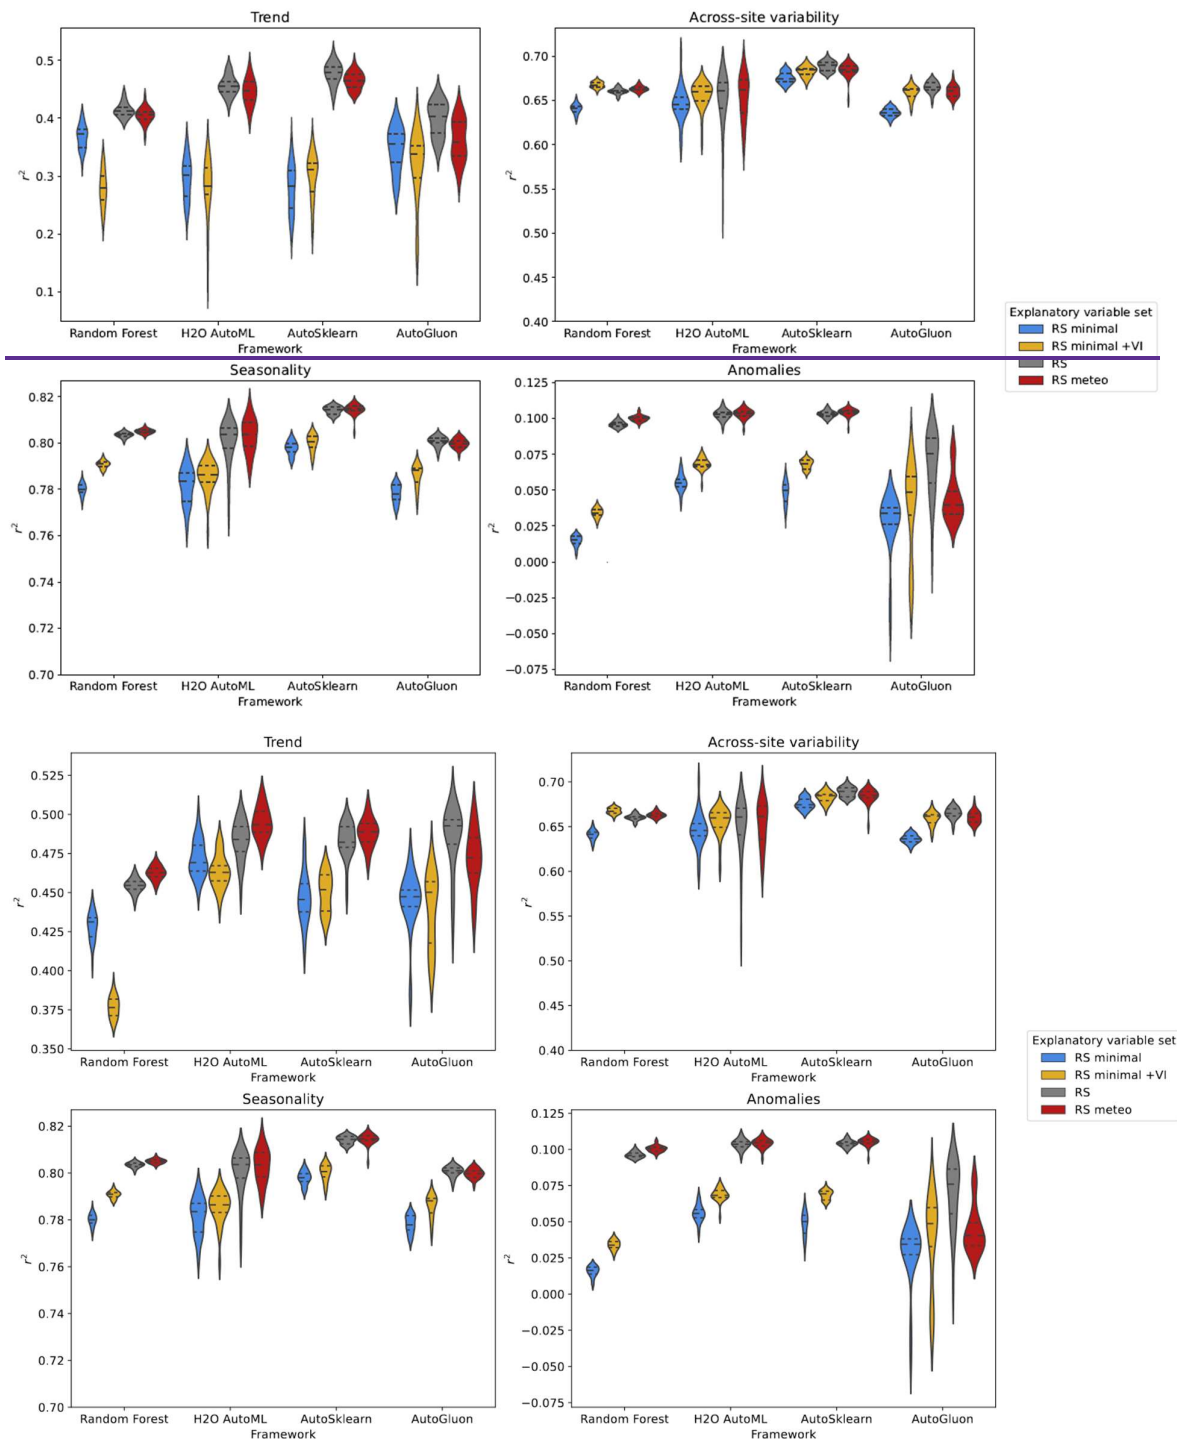 Trend
0.5
0.4
0.3
0.2
0.1
r²
Random Forest H2O AutoML AutoSklearn AutoGluon
Framework
Across-site variability
0.70
0.65
0.60
0.55
0.50
0.45
0.40
r²
Random Forest H2O AutoML AutoSklearn AutoGluon
Framework
Explanatory variable set
RS minimal
RS minimal +VI
RS
RS meteo
Seasonality
0.82
0.80
0.78
0.76
0.74
0.72
0.70
r²
Random Forest H2O AutoML AutoSklearn AutoGluon
Framework
Anomalies
0.125
0.100
0.075
0.050
0.025
0.000
−0.025
−0.050
−0.075
r²
Random Forest H2O AutoML AutoSklearn AutoGluon
Framework
Trend
0.525
0.500
0.475
0.450
0.425
0.400
0.375
0.350
r²
Random Forest H2O AutoML AutoSklearn AutoGluon
Framework
Across-site variability
0.70
0.65
0.60
0.55
0.50
0.45
0.40
r²
Random Forest H2O AutoML AutoSklearn AutoGluon
Framework
Explanatory variable set
RS minimal
RS minimal +VI
RS
RS meteo
Seasonality
0.82
0.80
0.78
0.76
0.74
0.72
0.70
r²
Random Forest H2O AutoML AutoSklearn AutoGluon
Framework
Anomalies
0.125
0.100
0.075
0.050
0.025
0.000
−0.025
−0.050
−0.075
r²
Random Forest H2O AutoML AutoSklearn AutoGluon
Framework